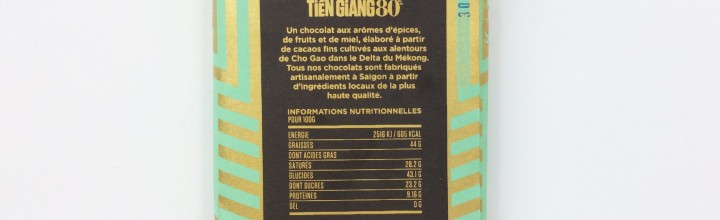 TIEN GIANG 80%
Un chocolat aux arômes d'épices,
de fruits et de miel, élaboré à partir
de cacaos fins cultivés aux alentours
de Cho Gao dans le Delta du Mékong.
Tous nos chocolats sont fabriqués
artisanalement à Saigon à partir
d'ingrédients locaux de la plus
haute qualité.
INFORMATIONS NUTRITIONNELLES
POUR 100G
ENERGIE 2516 KJ / 605 KCAL
GRAISSES 44 G
DONT ACIDES GRAS
SATURES 26.2 G
GLUCIDES 43.1 G
DONT SUCRES 23.2 G
PROTEINES 9.16 G
SEL 0 G
30